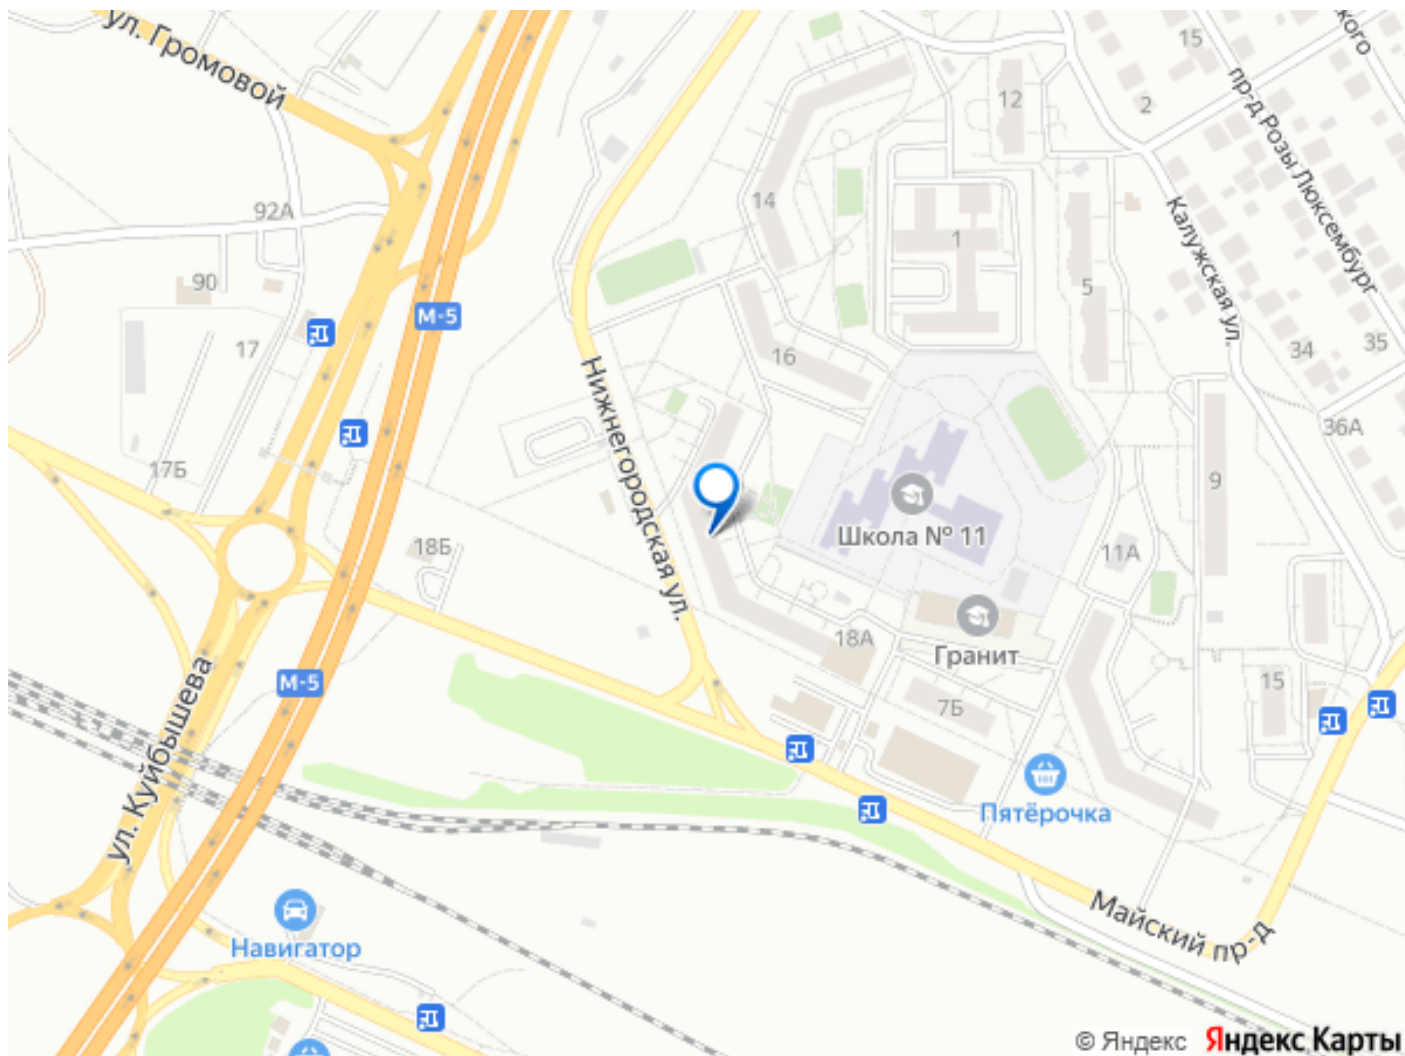 ул. Громовой
кого
15
12
2
пр-д Розы Люксембург
92А
14
1
Калужская ул.
90
5
М-5
17
16
34
35
Нижнегородская ул.
36А
17Б
9
Школа № 11
18Б
11А
18А
Гранит
М-5
15
7Б
ул. Куйбышева
Пятёрочка
Майский пр-д
Навигатор
© Яндекс Яндекс Карты